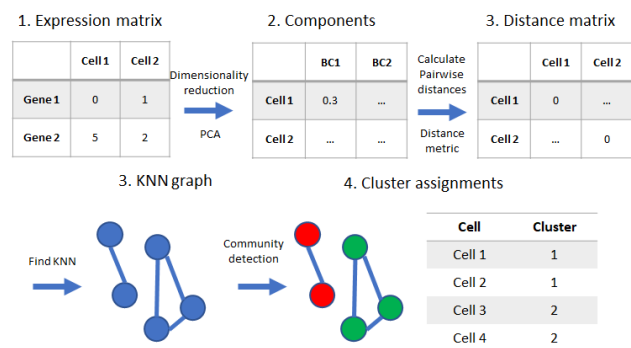 1. Expression matrix
2. Components
3. Distance matrix
Cell 1 Cell 2
Gene 1 0 1
Gene 2 5 2
Dimensionality
reduction
PCA
BC1 BC2
Cell 1 0.3 ...
Cell 2 ... ...
Calculate
Pairwise
distances
Distance
metric
Cell 1 Cell 2
Cell 1 0 ...
Cell 2 ... 0
3. KNN graph
4. Cluster assignments
Find KNN
Community
detection
Cell Cluster
Cell 1 1
Cell 2 1
Cell 3 2
Cell 4 2